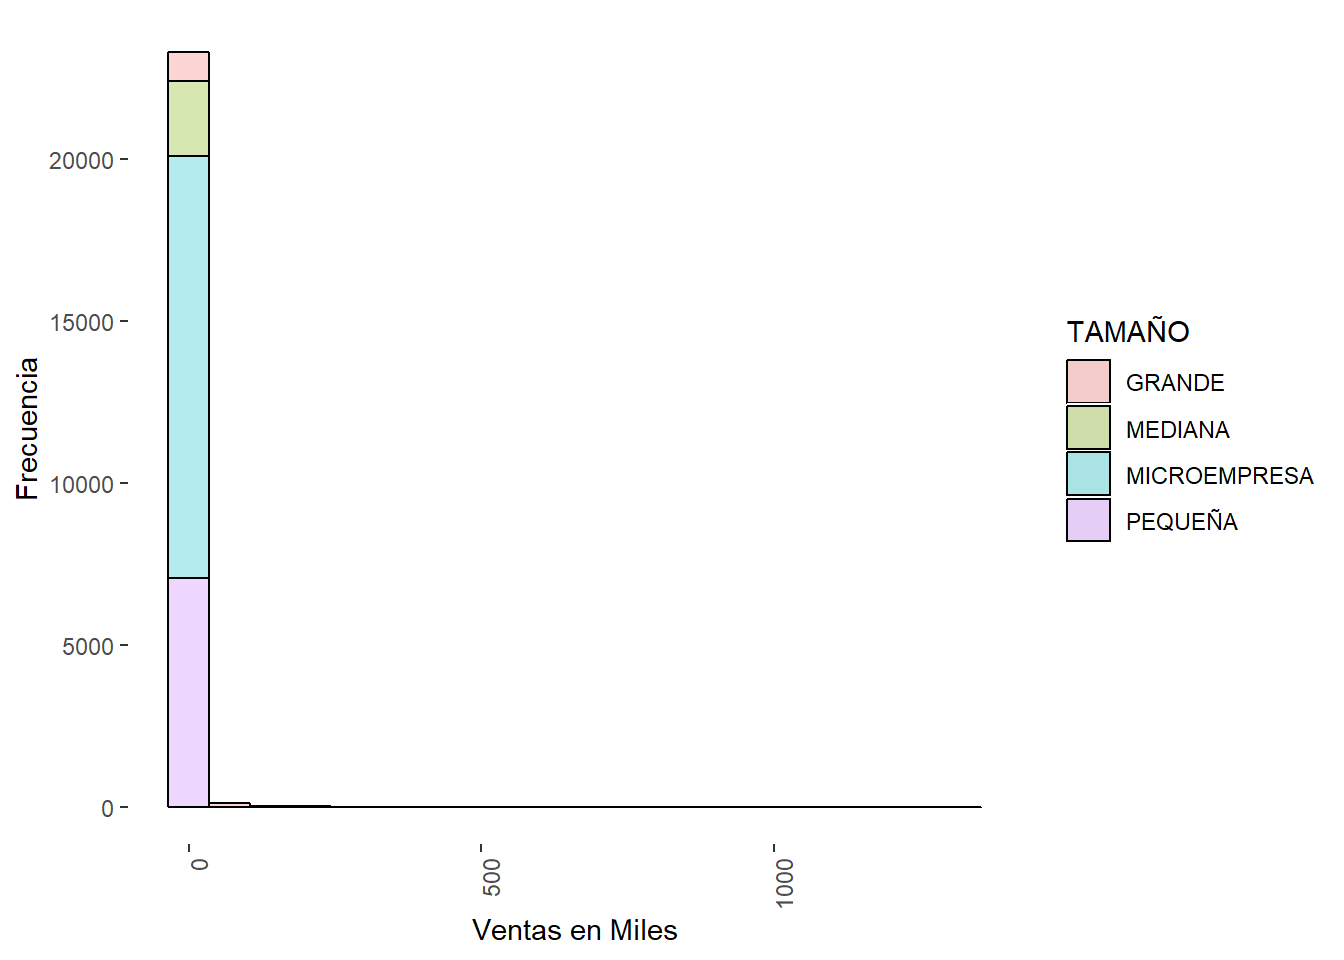 20000
15000
10000
5000
0
Frecuencia
0
500
1000
Ventas en Miles
TAMAÑO
GRANDE
MEDIANA
MICROEMPRESA
PEQUEÑA